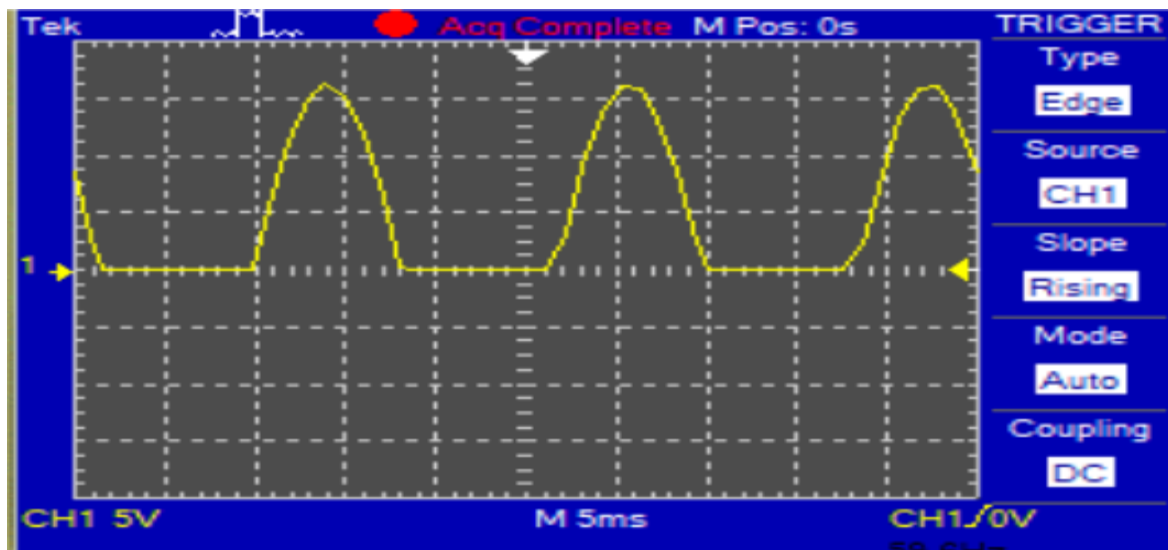 Tek Acq Complete M Pos: 0s TRIGGER
Type
Edge
Source
CH1
Slope
Rising
Mode
Auto
Coupling
DC
1
CH1 5V M 5ms CH1 / 0V